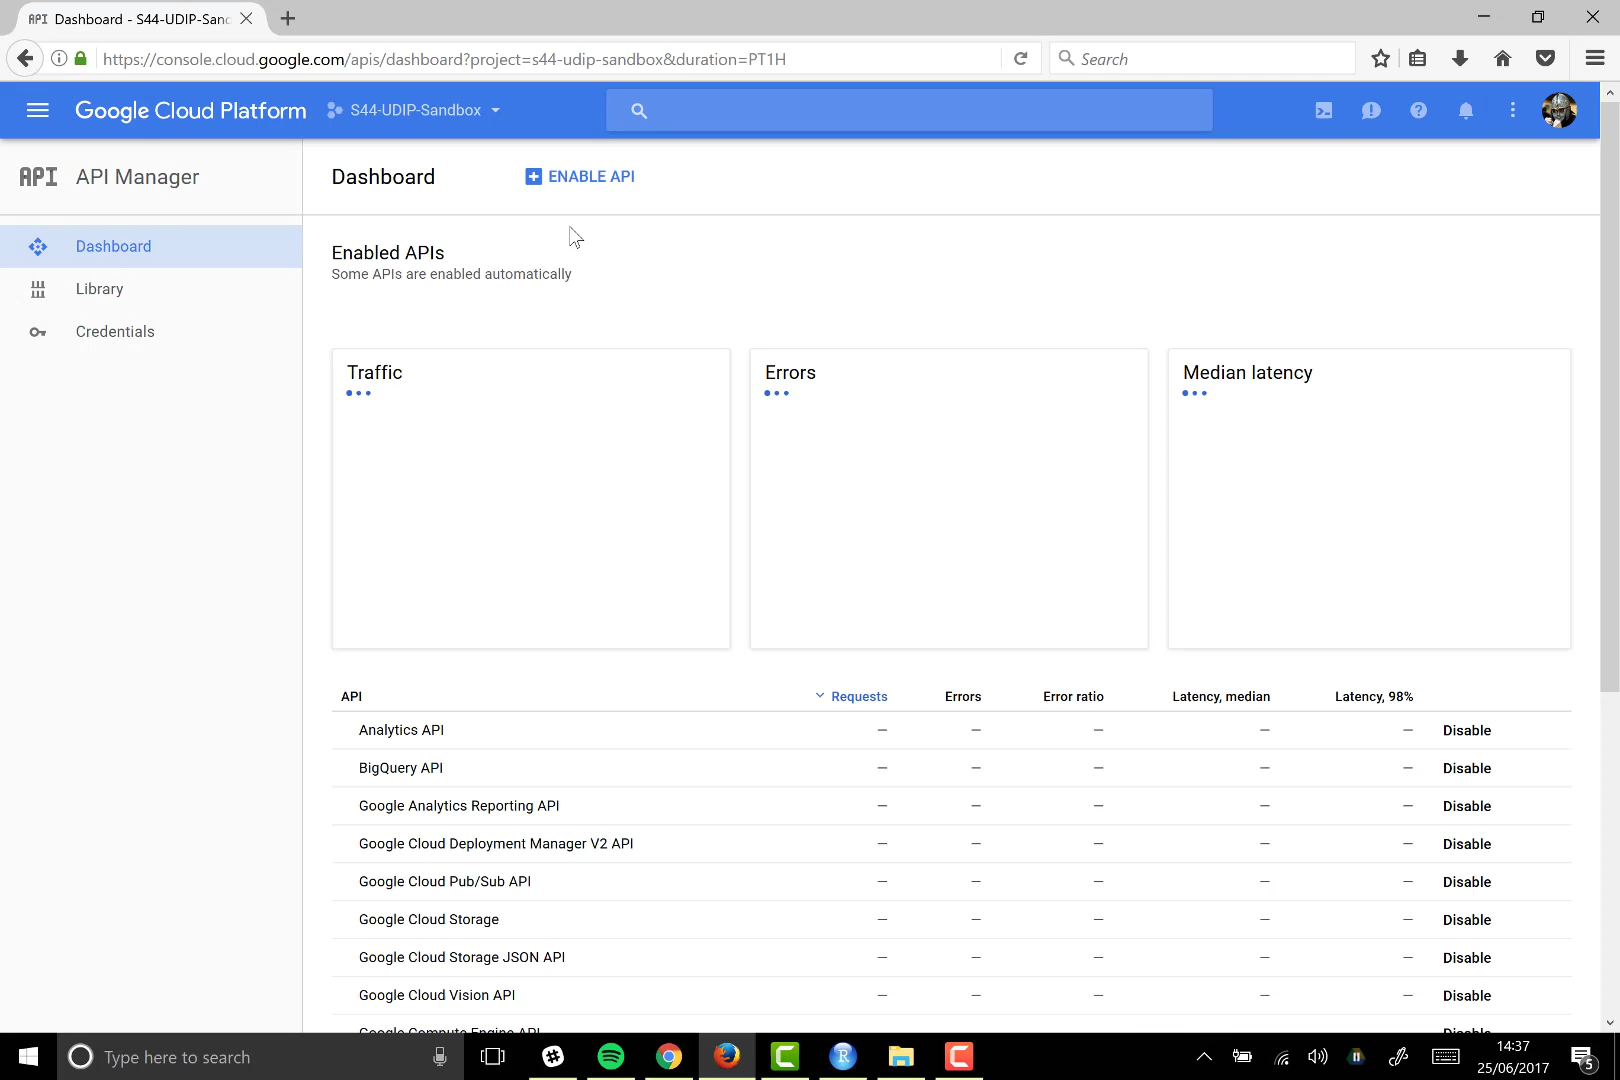 API Dashboard - S44-UDIP-Sand
https://console.cloud.google.com/apis/dashboard?project=s44-udip-sandbox&duration=PT1H
Search
Google Cloud Platform
S44-UDIP-Sandbox
API API Manager
Dashboard
ENABLE API
Dashboard
Library
Credentials
Enabled APIs
Some APIs are enabled automatically
Traffic
Errors
Median latency
API Requests Errors Error ratio Latency, median Latency, 98%
Analytics API – – – – – Disable
BigQuery API – – – – – Disable
Google Analytics Reporting API – – – – – Disable
Google Cloud Deployment Manager V2 API – – – – – Disable
Google Cloud Pub/Sub API – – – – – Disable
Google Cloud Storage – – – – – Disable
Google Cloud Storage JSON API – – – – – Disable
Google Cloud Vision API – – – – – Disable
Google Compute Engine API Disable
Type here to search
14:37
25/06/2017
5